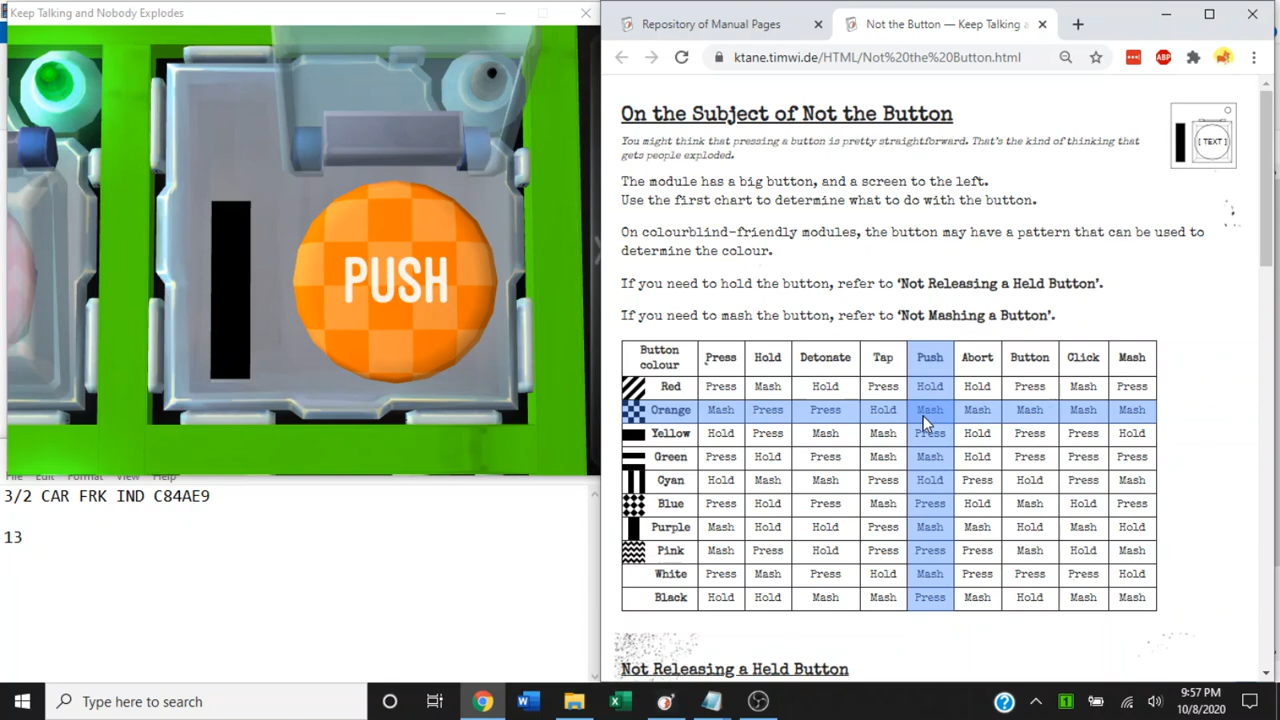 Keep Talking and Nobody Explodes
PUSH
Format
View
Help
3/2 CAR FRK IND C84AE9
13
Repository of Manual Pages
Not the Button — Keep Talking a
ktane.timwi.de/HTML/Not%20the%20Button.html
ABP
On the Subject of Not the Button
You might think that pressing a button is pretty straightforward. That's the kind of thinking that
gets people exploded.
[TEXT]
The module has a big button, and a screen to the left.
Use the first chart to determine what to do with the button.
On colourblind-friendly modules, the button may have a pattern that can be used to
determine the colour.
If you need to hold the button, refer to ‘Not Releasing a Held Button’.
If you need to mash the button, refer to ‘Not Mashing a Button’.
Button colour Press Hold Detonate Tap Push Abort Button Click Mash
Red Press Mash Hold Press Hold Hold Press Mash Press
Orange Mash Press Press Hold Mash Mash Mash Mash Mash
Yellow Hold Press Mash Mash Press Hold Press Press Hold
Green Press Hold Press Press Mash Hold Press Press Press
Cyan Hold Mash Mash Press Hold Press Mash Press Mash
Blue Press Hold Press Mash Press Mash Hold Hold Press
Purple Mash Hold Hold Press Mash Mash Hold Mash Hold
Pink Mash Press Hold Press Press Press Mash Hold Mash
White Press Mash Press Hold Mash Press Press Press Hold
Black Hold Hold Mash Mash Press Mash Hold Mash Mash
Not Releasing a Held Button
Type here to search
9:57 PM
10/8/2020